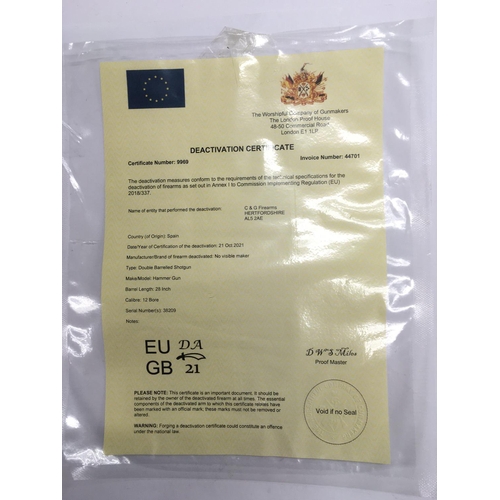 The Worshipful Company of Gunmakers
The London Proof House
48-50 Commercial Road
London E1 1LP
DEACTIVATION CERTIFICATE
Certificate Number: 9969 Invoice Number: 44701
The deactivation measures conform to the requirements of the technical specifications for the
deactivation of firearms as set out in Annex I to Commission Implementing Regulation (EU)
2018/337.
Name of entity that performed the deactivation: C & G Firearms
HERTFORDSHIRE
AL5 2AE
Country (of Origin): Spain
Date/Year of Certification of the deactivation: 21 Oct 2021
Manufacturer/Brand of firearm deactivated: No visible maker
Type: Double Barrelled Shotgun
Make/Model: Hammer Gun
Barrel Length: 29 Inch
Calibre: 12 Bore
Serial Number(s): 35209
Notes:
EU DA
GB 21
D W S Miles
Proof Master
PLEASE NOTE: This certificate is an important document. It should be
retained by the owner of the deactivated firearm at all times. The essential
components of the deactivated arm to which this certificate relates have
been marked with an official mark; these marks must not be removed or
altered.
Void if no Seal
WARNING: Forging a deactivation certificate could constitute an offence
under the national law.